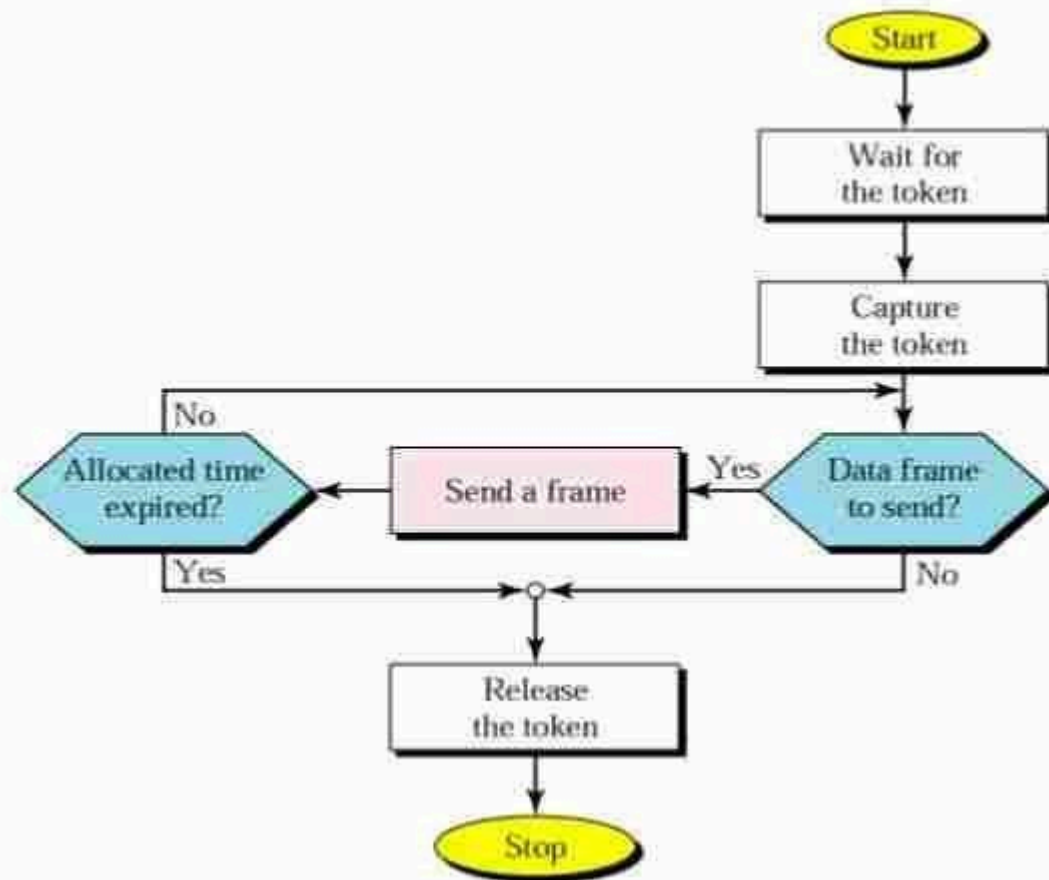 Start
Wait for
the token
Capture
the token
No
Allocated time
expired?
Send a frame
Yes
Data frame
to send?
Yes
No
Release
the token
Stop